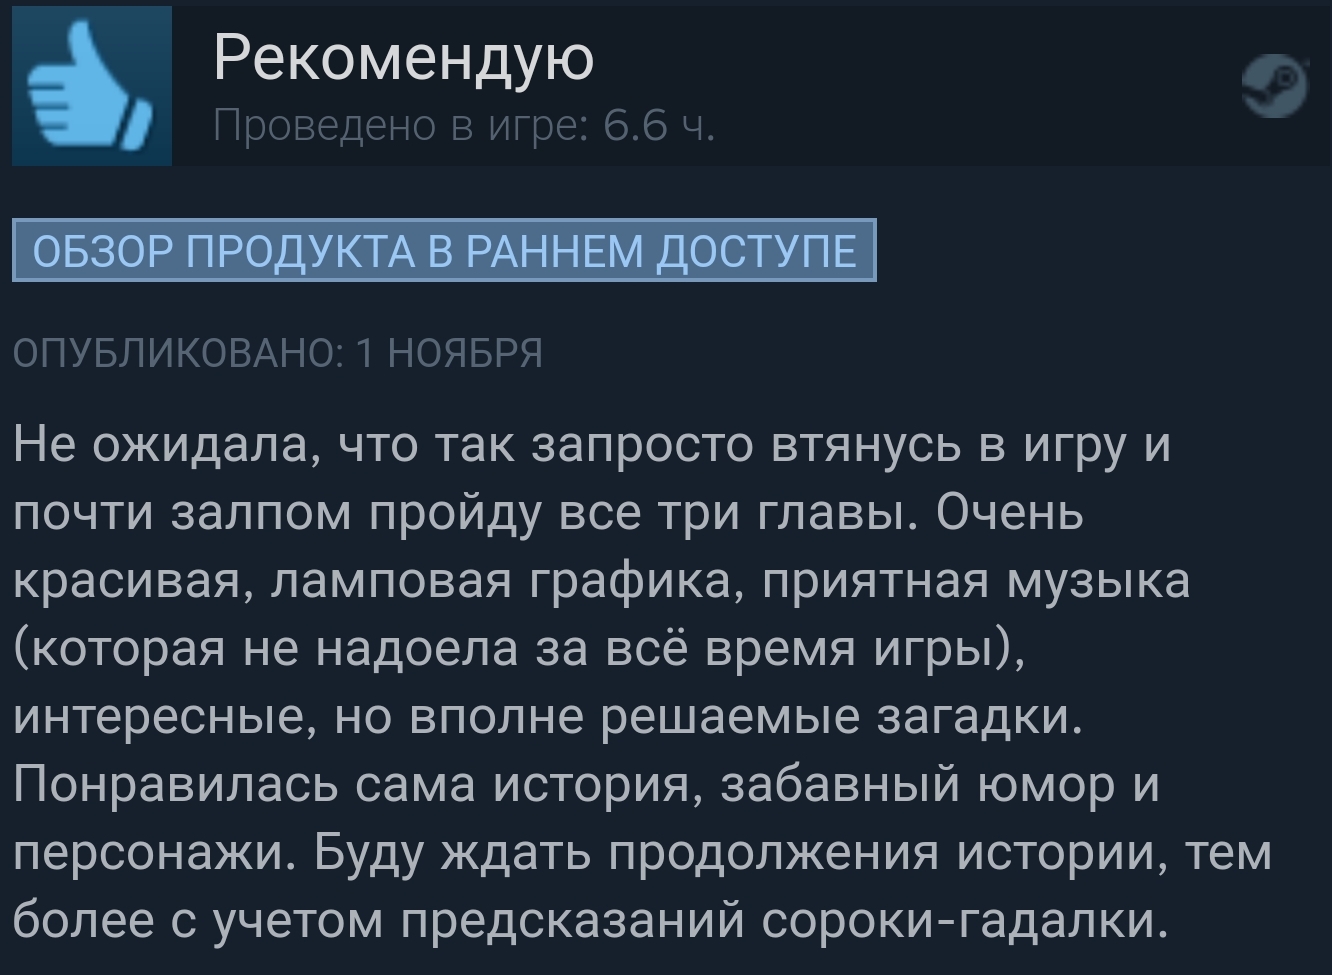 Рекомендую
Проведено в игре: 6.6 ч.
ОБЗОР ПРОДУКТА В РАННЕМ ДОСТУПЕ
ОПУБЛИКОВАНО: 1 НОЯБРЯ
Не ожидала, что так запросто втянусь в игру и
почти залпом пройду все три главы. Очень
красивая, ламповая графика, приятная музыка
(которая не надоела за всё время игры),
интересные, но вполне решаемые загадки.
Понравилась сама история, забавный юмор и
персонажи. Буду ждать продолжения истории, тем
более с учетом предсказаний сороки-гадалки.